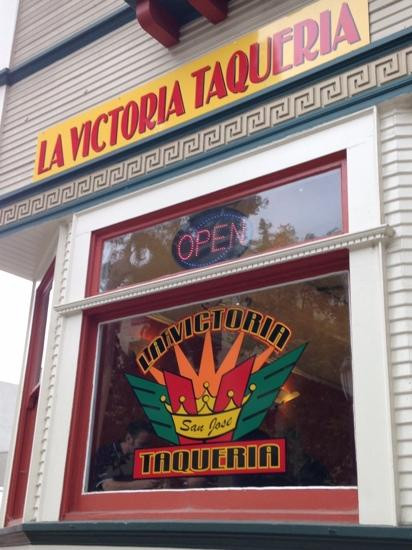 LA VICTORIA TAQUERIA
OPEN
LA VICTORIA
San Jose
TAQUERIA